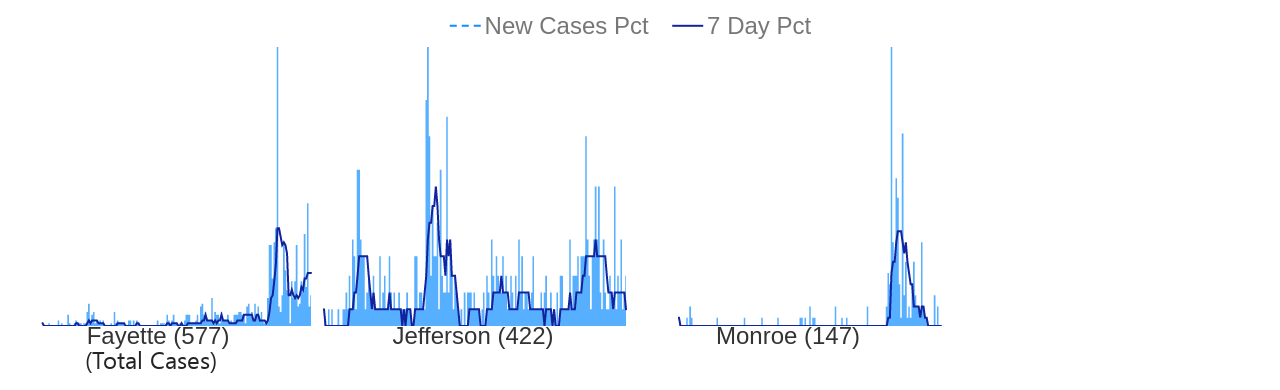 New Cases Pct 7 Day Pct
Fayette (577) Jefferson (422) Monroe (147)
(Total Cases)